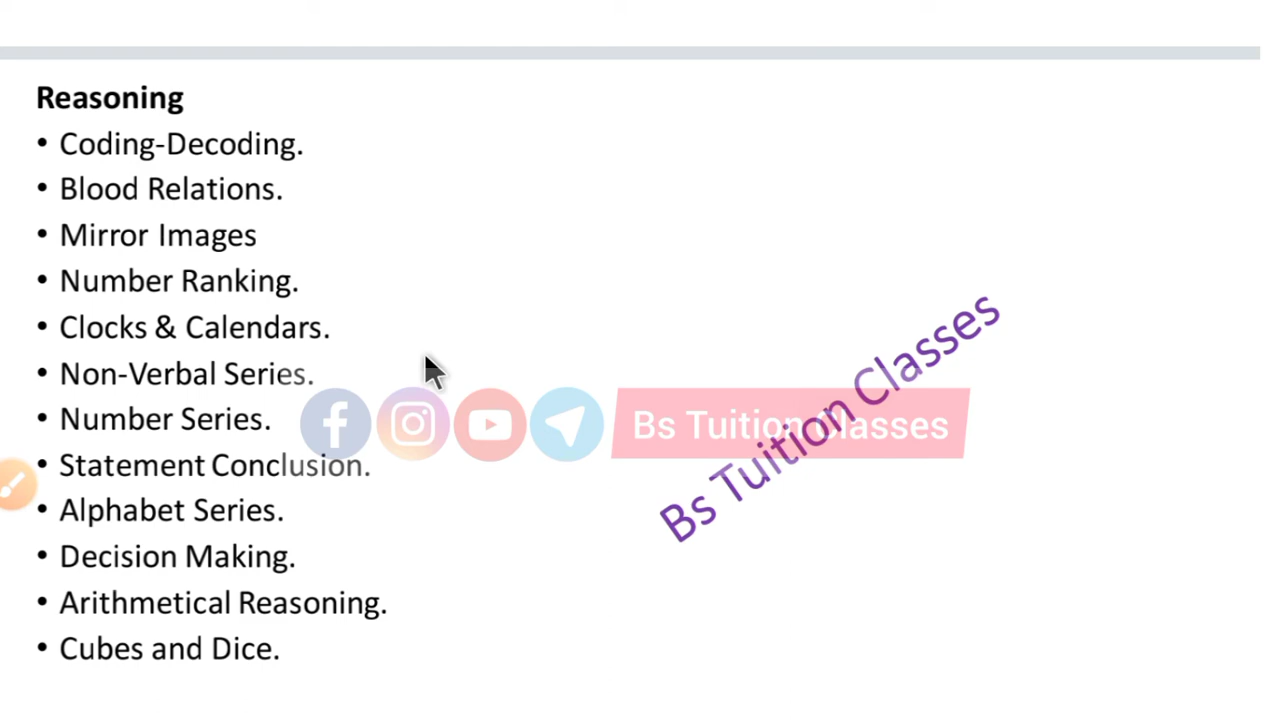 Reasoning
• Coding-Decoding.
• Blood Relations.
• Mirror Images
• Number Ranking.
• Clocks & Calendars.
• Non-Verbal Series.
• Number Series.
• Statement Conclusion.
• Alphabet Series.
• Decision Making.
• Arithmetical Reasoning.
• Cubes and Dice.
Bs Tuition Classes
Bs Tuition Classes